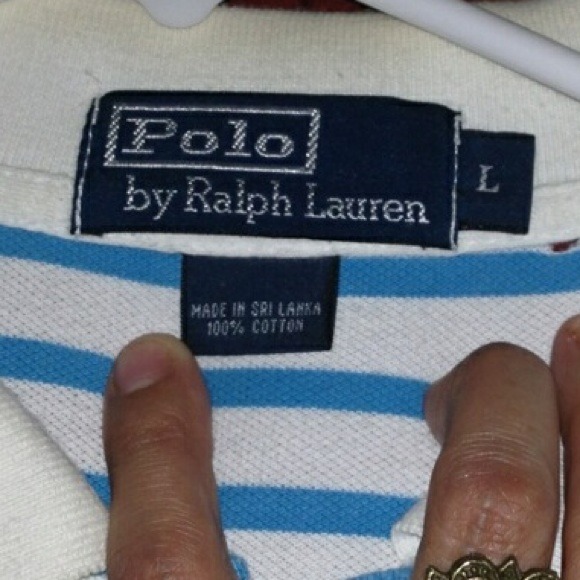 Polo
by Ralph Lauren
L
MADE IN SRI LANKA
100% COTTON